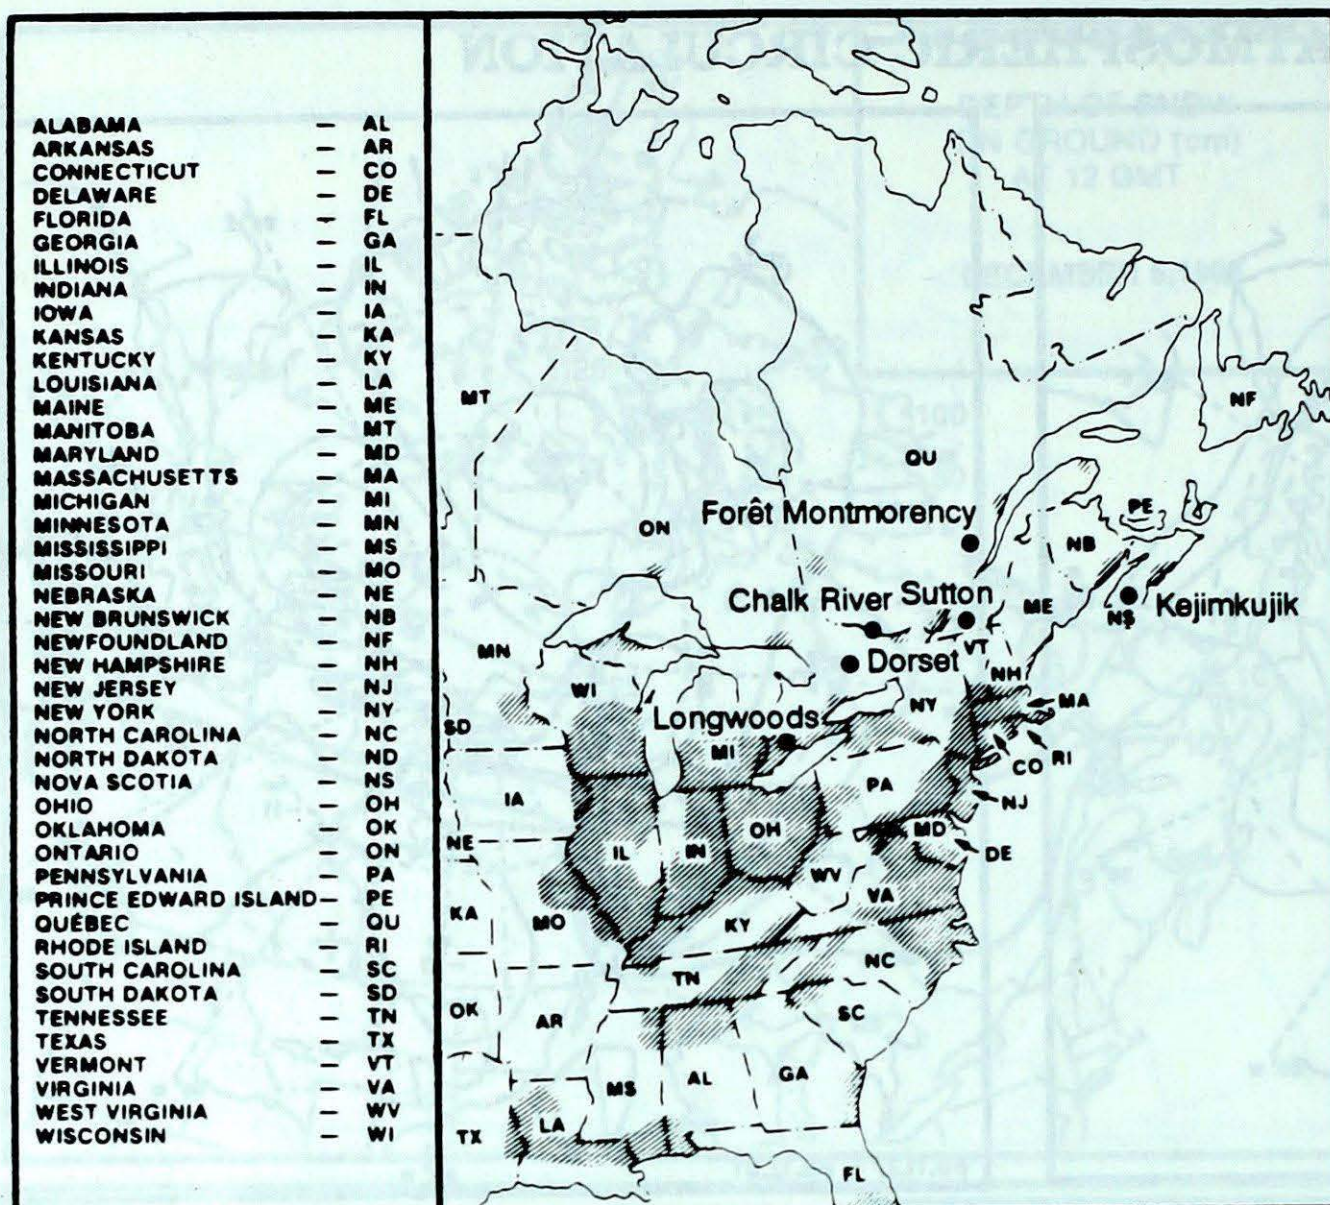 ALABAMA – AL
ARKANSAS – AR
CONNECTICUT – CO
DELAWARE – DE
FLORIDA – FL
GEORGIA – GA
ILLINOIS – IL
INDIANA – IN
IOWA – IA
KANSAS – KA
KENTUCKY – KY
LOUISIANA – LA
MAINE – ME
MANITOBA – MT
MARYLAND – MD
MASSACHUSETTS – MA
MICHIGAN – MI
MINNESOTA – MN
MISSISSIPPI – MS
MISSOURI – MO
NEBRASKA – NE
NEW BRUNSWICK – NB
NEWFOUNDLAND – NF
NEW HAMPSHIRE – NH
NEW JERSEY – NJ
NEW YORK – NY
NORTH CAROLINA – NC
NORTH DAKOTA – ND
NOVA SCOTIA – NS
OHIO – OH
OKLAHOMA – OK
ONTARIO – ON
PENNSYLVANIA – PA
PRINCE EDWARD ISLAND – PE
QUÉBEC – QU
RHODE ISLAND – RI
SOUTH CAROLINA – SC
SOUTH DAKOTA – SD
TENNESSEE – TN
TEXAS – TX
VERMONT – VT
VIRGINIA – VA
WEST VIRGINIA – WV
WISCONSIN – WI
MT
NF
QU
PE
Forêt Montmorency
ON
NB
Chalk River
Sutton
ME
NS
Kejimkujik
MN
VT
Dorset
NH
WI
NY
MA
SD
Longwoods
MI
RI
CO
IA
PA
NJ
NE
IL
IN
OH
MD
DE
WV
VA
KA
MO
KY
NC
TN
OK
AR
SC
MS
AL
GA
LA
TX
FL